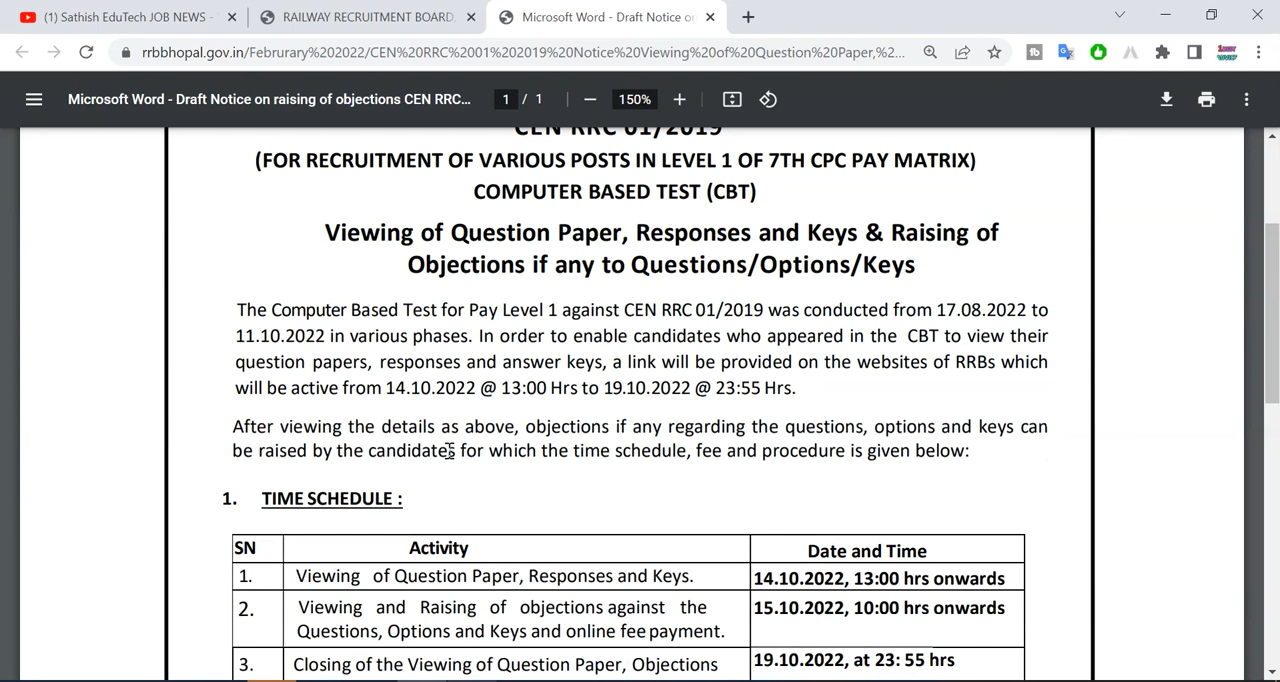 (1) Sathish EduTech JOB NEWS -
RAILWAY RECRUITMENT BOARD,
Microsoft Word - Draft Notice on
rrbbhopal.gov.in/Februrary%202022/CEN%20RRC%2001%202019%20Notice%20Viewing%20of%20Question%20Paper,%2...
Microsoft Word - Draft Notice on raising of objections CEN RRC...
1 / 1
150%
CEN RRC 01/2019
(FOR RECRUITMENT OF VARIOUS POSTS IN LEVEL 1 OF 7TH CPC PAY MATRIX)
COMPUTER BASED TEST (CBT)
Viewing of Question Paper, Responses and Keys & Raising of
Objections if any to Questions/Options/Keys
The Computer Based Test for Pay Level 1 against CEN RRC 01/2019 was conducted from 17.08.2022 to
11.10.2022 in various phases. In order to enable candidates who appeared in the CBT to view their
question papers, responses and answer keys, a link will be provided on the websites of RRBs which
will be active from 14.10.2022 @ 13:00 Hrs to 19.10.2022 @ 23:55 Hrs.
After viewing the details as above, objections if any regarding the questions, options and keys can
be raised by the candidates for which the time schedule, fee and procedure is given below:
1. TIME SCHEDULE :
SN Activity Date and Time
1. Viewing of Question Paper, Responses and Keys. 14.10.2022, 13:00 hrs onwards
2. Viewing and Raising of objections against the 15.10.2022, 10:00 hrs onwards
Questions, Options and Keys and online fee payment.
3. Closing of the Viewing of Question Paper, Objections 19.10.2022, at 23: 55 hrs